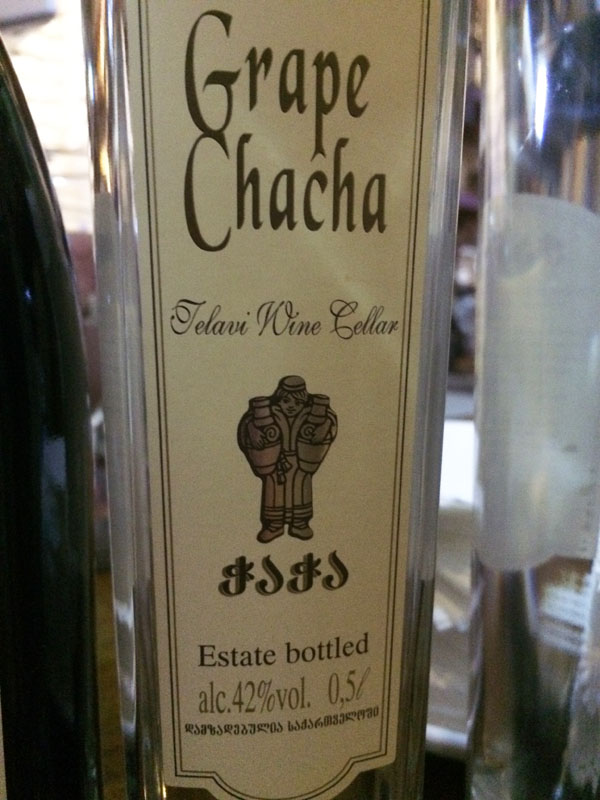 Grape
Chacha
Telavi Wine Cellar
ჭაჭა
Estate bottled
alc.42%vol. 0,5ℓ
დამზადებულია საქართველოში